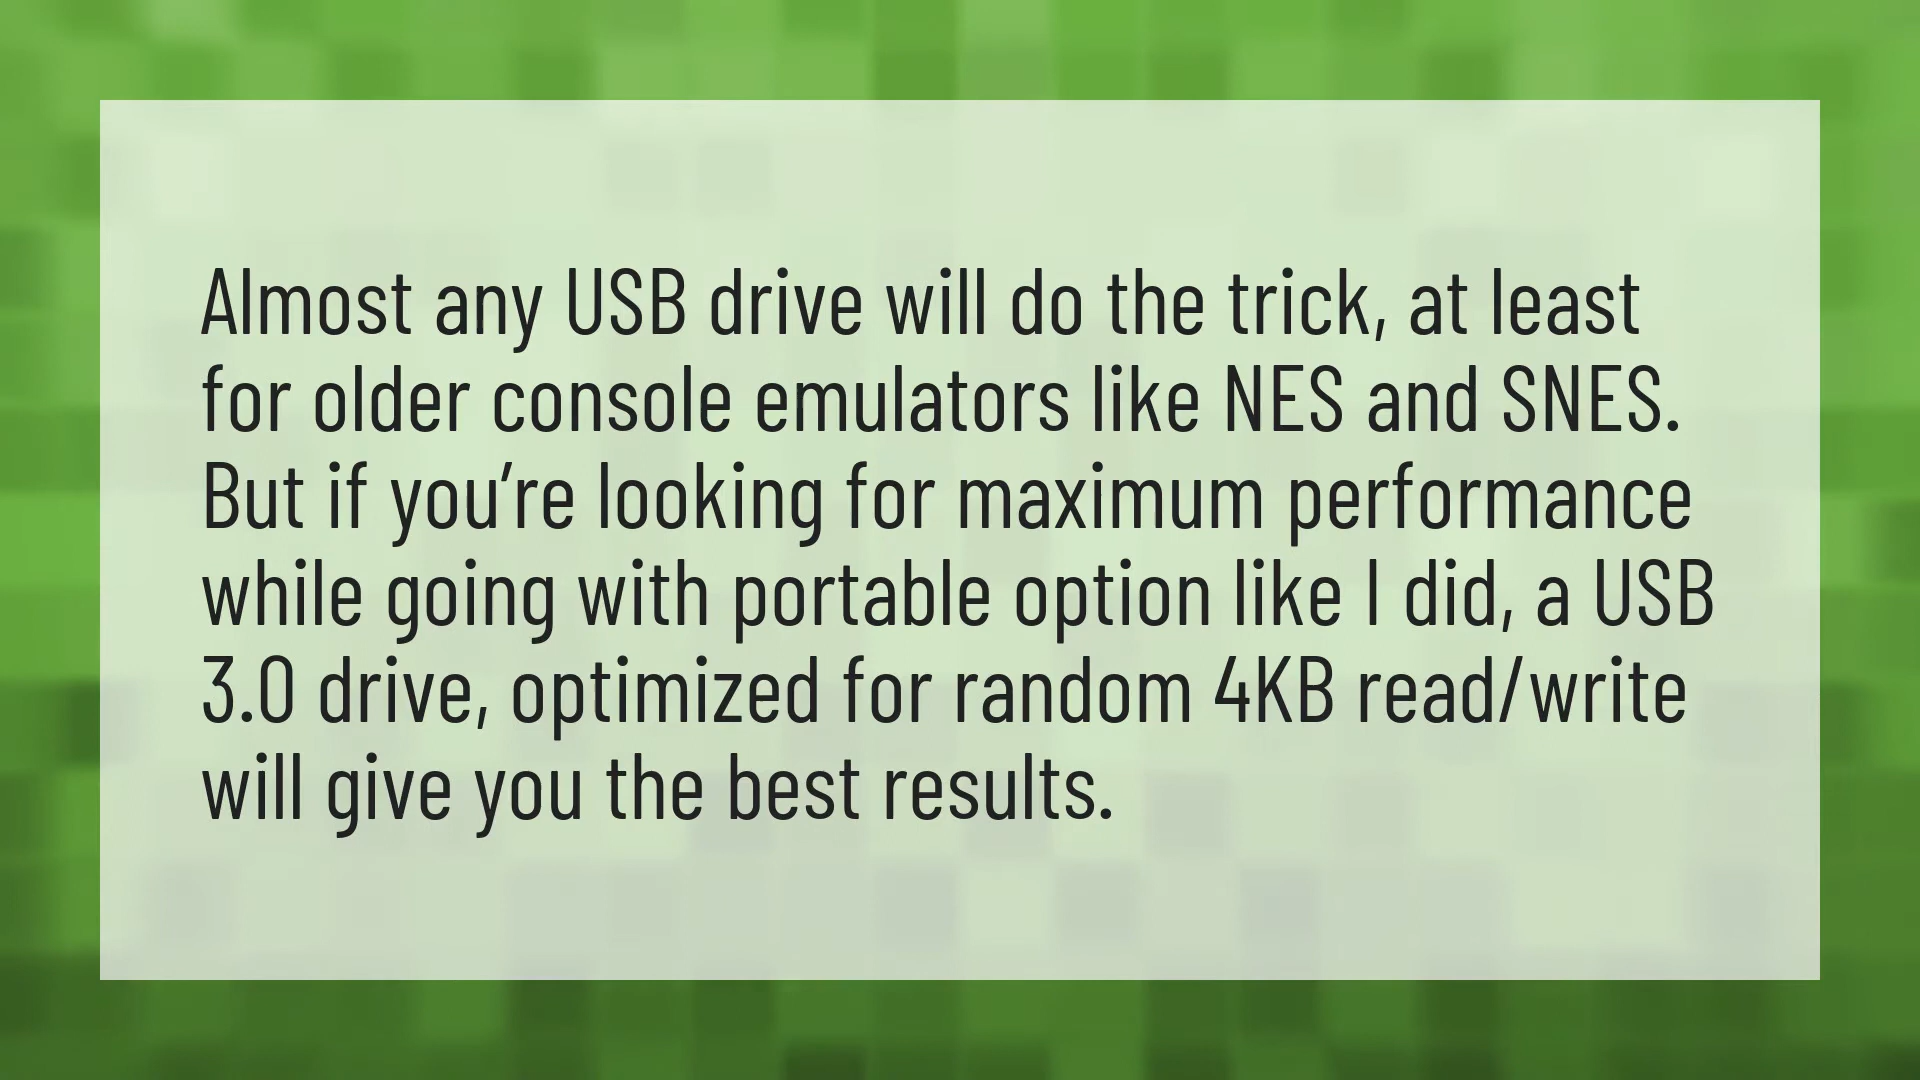 Almost any USB drive will do the trick, at least
for older console emulators like NES and SNES.
But if you’re looking for maximum performance
while going with portable option like I did, a USB
3.0 drive, optimized for random 4KB read/write
will give you the best results.